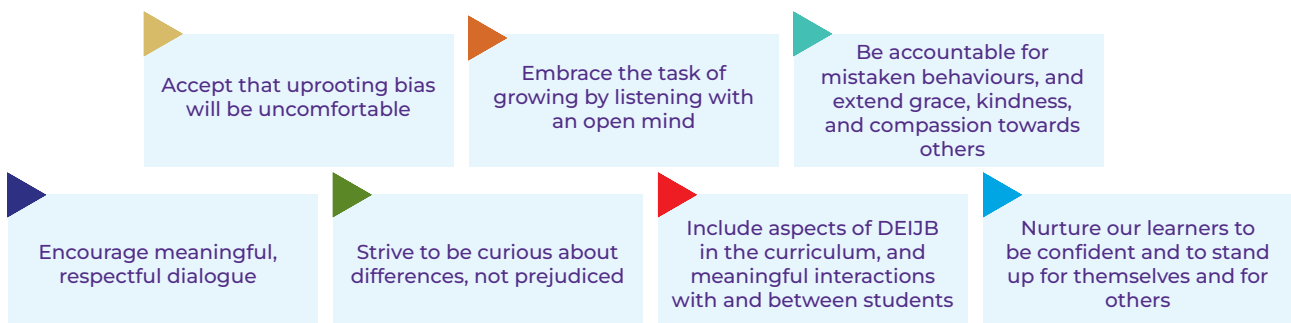 Accept that uprooting bias
will be uncomfortable
Embrace the task of
growing by listening with
an open mind
Be accountable for
mistaken behaviours, and
extend grace, kindness,
and compassion towards
others
Encourage meaningful,
respectful dialogue
Strive to be curious about
differences, not prejudiced
Include aspects of DEIJB
in the curriculum, and
meaningful interactions
with and between students
Nurture our learners to
be confident and to stand
up for themselves and for
others